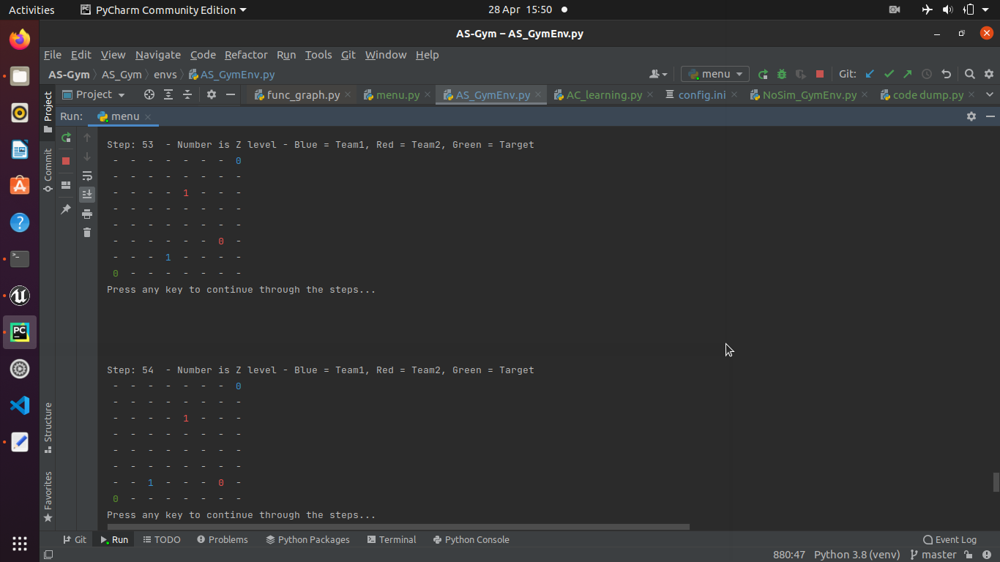 Activities PyCharm Community Edition 28 Apr 15:50
AS-Gym – AS_GymEnv.py
File Edit View Navigate Code Refactor Run Tools Git Window Help
AS-Gym AS_Gym envs AS_GymEnv.py menu Git:
Project func_graph.py menu.py AS_GymEnv.py AC_learning.py config.ini NoSim_GymEnv.py code dump.py
Project
Run: menu
Commit
Step: 53 - Number is Z level - Blue = Team1, Red = Team2, Green = Target
- - - - - - - 0
- - - - - - - -
- - - - 1 - - -
- - - - - - - -
- - - - - - - -
- - - - - - 0 -
- - - 1 - - - -
0 - - - - - - -
Press any key to continue through the steps...
Step: 54 - Number is Z level - Blue = Team1, Red = Team2, Green = Target
- - - - - - - 0
- - - - - - - -
- - - - 1 - - -
- - - - - - - -
- - - - - - - -
- - - - - - - -
- - 1 - - - 0 -
0 - - - - - - -
Press any key to continue through the steps...
Structure
Favorites
Git Run TODO Problems Python Packages Terminal Python Console Event Log
880:47 Python 3.8 (venv) master